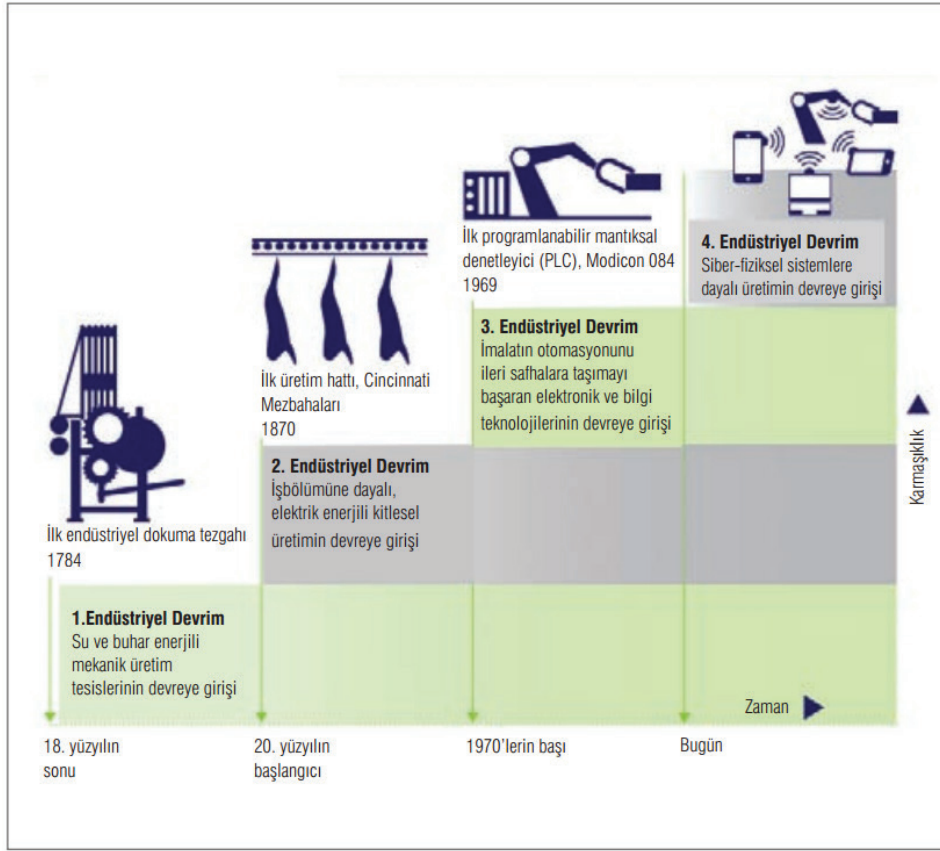 İlk programlanabilir mantıksal
denetleyici (PLC), Modicon 084
1969
4. Endüstriyel Devrim
Siber-fiziksel sistemlere
dayalı üretimin devreye girişi
3. Endüstriyel Devrim
İmalatın otomasyonunu
ileri safhalara taşımayı
başaran elektronik ve bilgi
teknolojilerinin devreye girişi
İlk üretim hattı, Cincinnati
Mezbahaları
1870
2. Endüstriyel Devrim
İşbölümüne dayalı,
elektrik enerjili kitlesel
üretimin devreye girişi
İlk endüstriyel dokuma tezgahı
1784
1.Endüstriyel Devrim
Su ve buhar enerjili
mekanik üretim
tesislerinin devreye girişi
Karmaşıklık
Zaman
18. yüzyılın
sonu
20. yüzyılın
başlangıcı
1970'lerin başı
Bugün